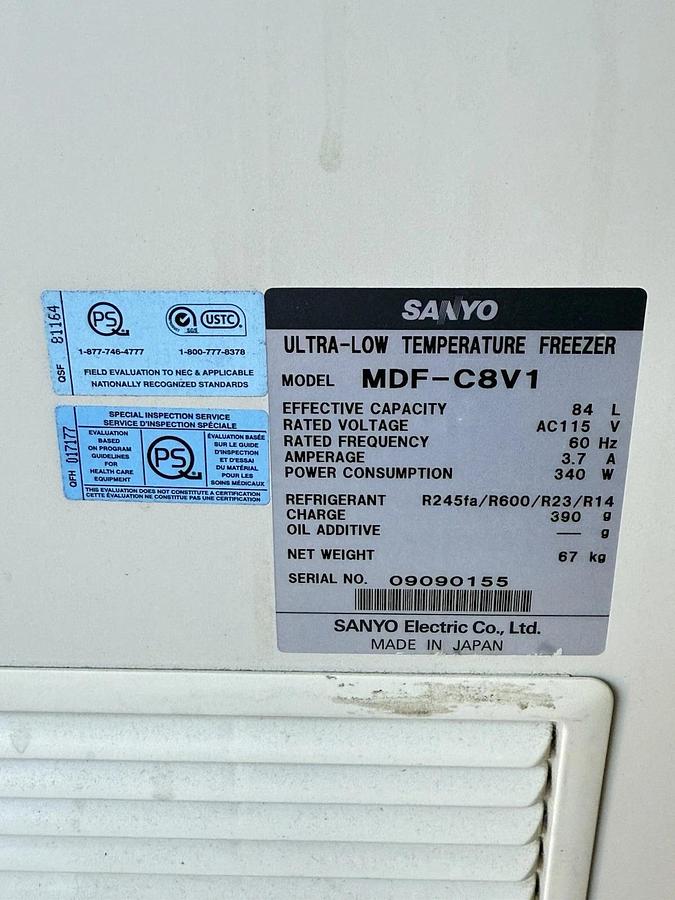 QSF 81164
PS
USTC
SGS
1-877-746-4777 1-800-777-8378
FIELD EVALUATION TO NEC & APPLICABLE
NATIONALLY RECOGNIZED STANDARDS
QFH 017177
SPECIAL INSPECTION SERVICE
SERVICE D'INSPECTION SPÉCIALE
EVALUATION
BASED
ON PROGRAM
GUIDELINES
FOR
HEALTH CARE
EQUIPMENT
PS
ÉVALUATION BASÉE
SUR LE GUIDE
D'INSPECTION
ET D'ESSAI
DU MATÉRIEL
POUR LES
SOINS MÉDICAUX
THIS EVALUATION DOES NOT CONSTITUTE A CERTIFICATION
CETTE ÉVALUATION NE CONSTITUE PAS UNE CERTIFICATION
SANYO
ULTRA-LOW TEMPERATURE FREEZER
MODEL MDF-C8V1
EFFECTIVE CAPACITY 84 L
RATED VOLTAGE AC115 V
RATED FREQUENCY 60 Hz
AMPERAGE 3.7 A
POWER CONSUMPTION 340 W
REFRIGERANT R245fa/R600/R23/R14
CHARGE 390 g
OIL ADDITIVE — g
NET WEIGHT 67 kg
SERIAL NO. 09090155
SANYO Electric Co., Ltd.
MADE IN JAPAN